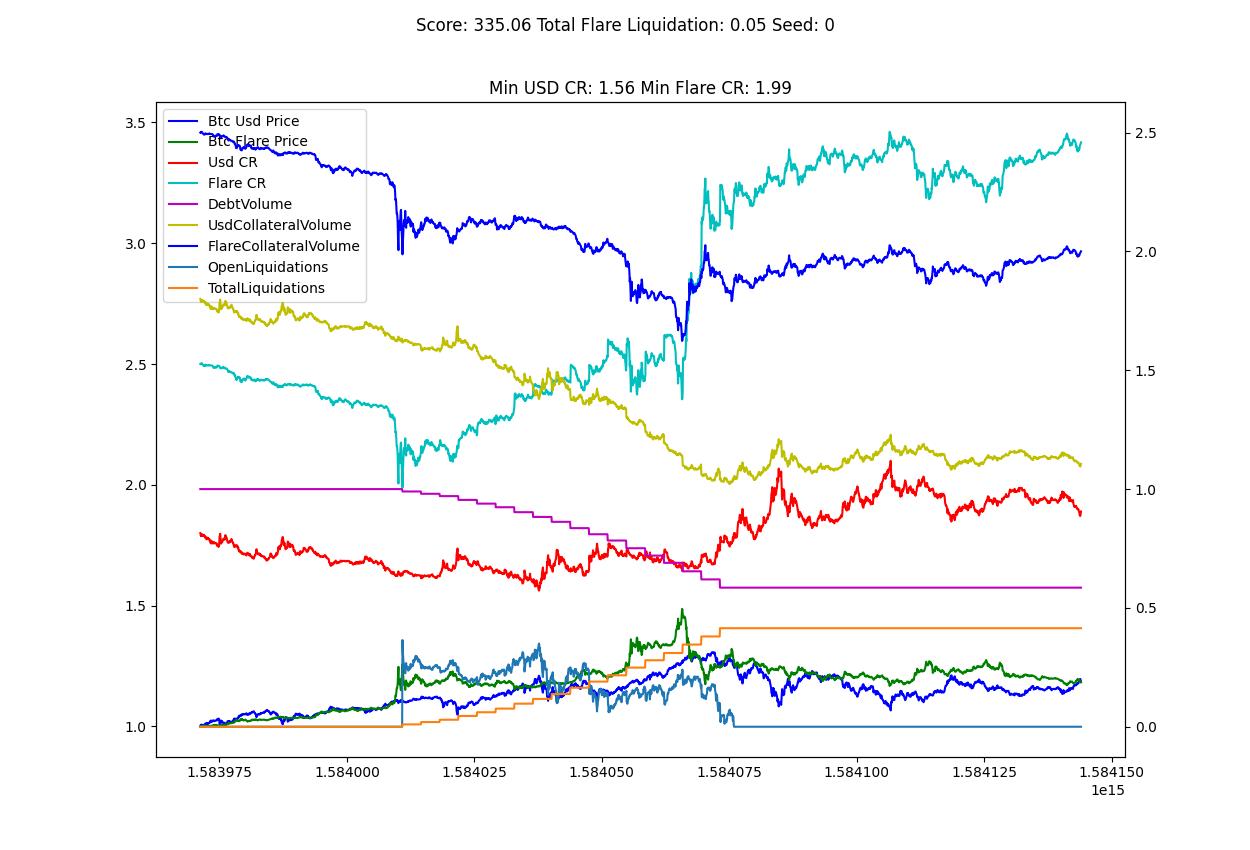 Score: 335.06 Total Flare Liquidation: 0.05 Seed: 0
Min USD CR: 1.56 Min Flare CR: 1.99
Btc Usd Price
Btc Flare Price
Usd CR
Flare CR
DebtVolume
UsdCollateralVolume
FlareCollateralVolume
OpenLiquidations
TotalLiquidations
3.5
3.0
2.5
2.0
1.5
1.0
2.5
2.0
1.5
1.0
0.5
0.0
1.583975 1.584000 1.584025 1.584050 1.584075 1.584100 1.584125 1.584150
1e15